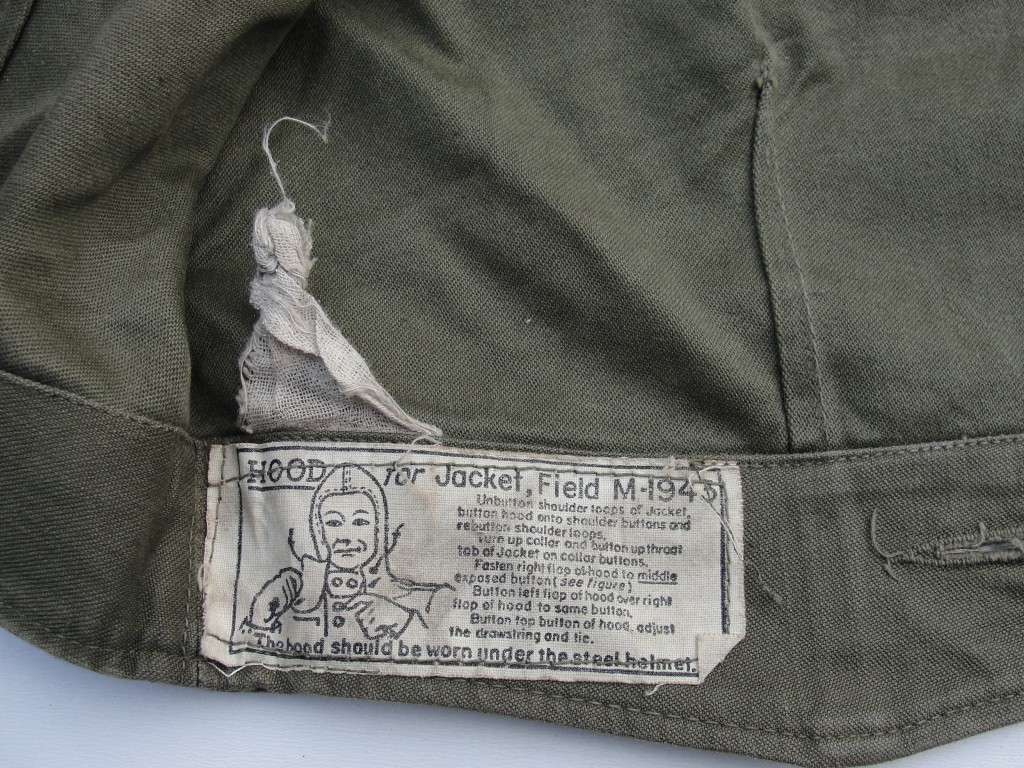 HOOD for Jacket, Field M-1943
Unbutton shoulder loops of Jacket,
button hood onto shoulder buttons and
rebutton shoulder loops.
Turn up collar and button up throat
tab of Jacket on collar buttons.
Fasten right flap of hood to middle
exposed button (see figure).
Button left flap of hood over right
flap of hood to same button.
Button top button of hood, adjust
the drawstring and tie.
The hood should be worn under the steel helmet.